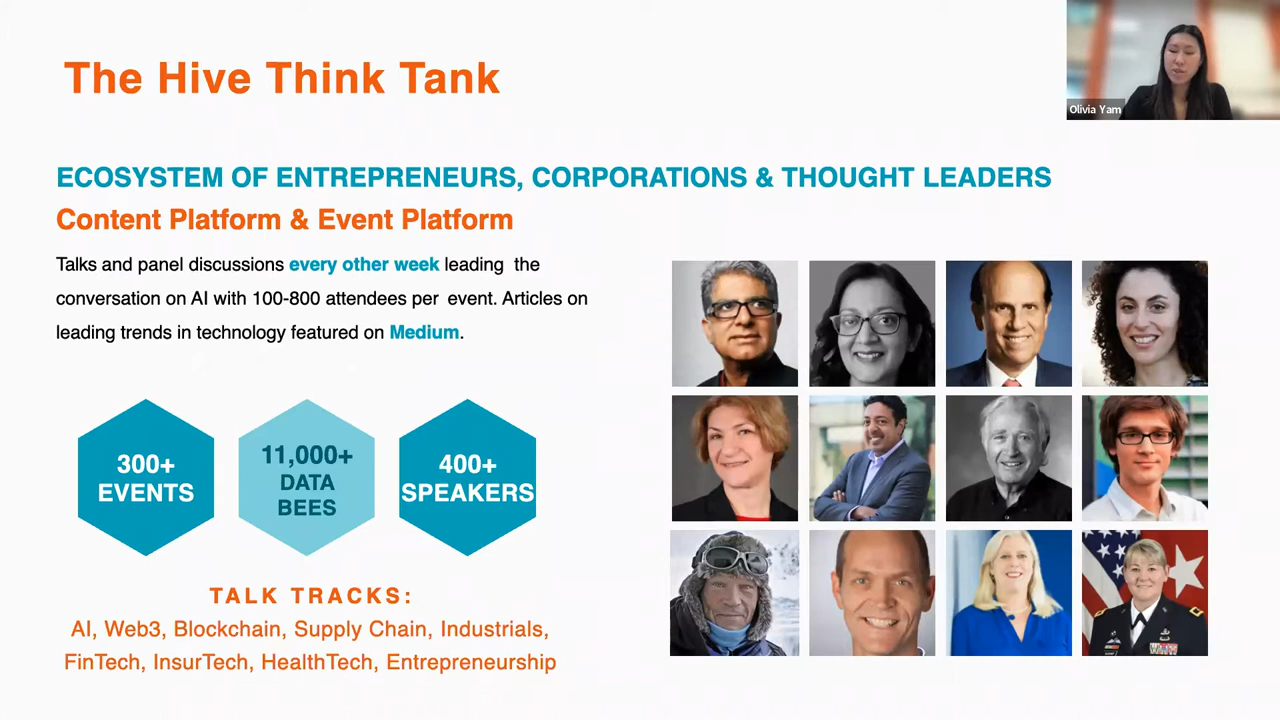 The Hive Think Tank
Olivia Yam
ECOSYSTEM OF ENTREPRENEURS, CORPORATIONS & THOUGHT LEADERS
Content Platform & Event Platform
Talks and panel discussions every other week leading the
conversation on AI with 100-800 attendees per event. Articles on
leading trends in technology featured on Medium.
300+
EVENTS
11,000+
DATA
BEES
400+
SPEAKERS
TALK TRACKS:
AI, Web3, Blockchain, Supply Chain, Industrials,
FinTech, InsurTech, HealthTech, Entrepreneurship